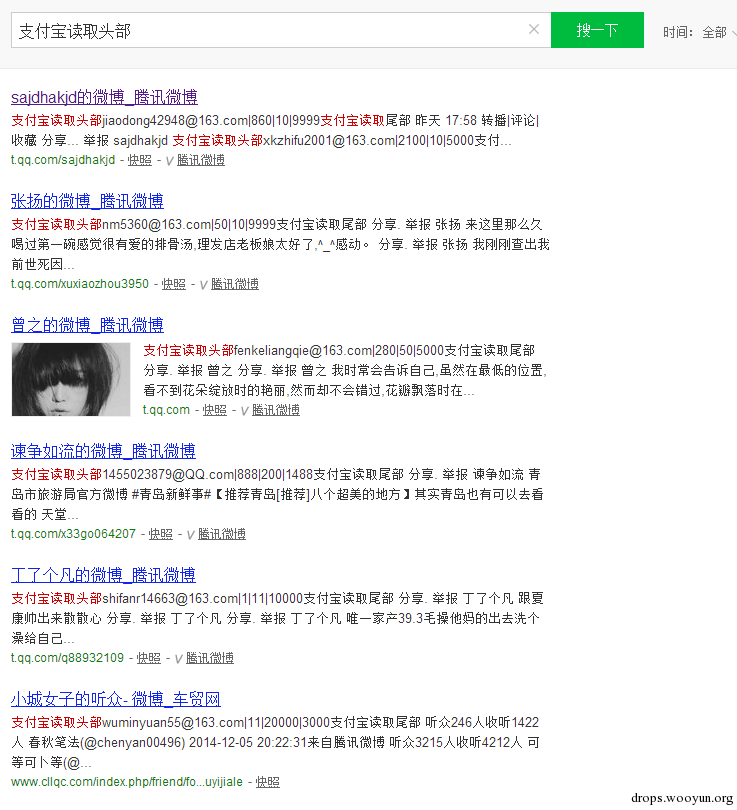 支付宝读取头部
×
搜一下
时间： 全部
sajdhakjd的微博_腾讯微博
支付宝读取头部jiaodong42948@163.com|860|10|9999支付宝读取尾部 昨天 17:58 转播|评论|
收藏 分享... 举报 sajdhakjd 支付宝读取头部xkzhifu2001@163.com|2100|10|5000支付...
t.qq.com/sajdhakjd - 快照 - V 腾讯微博
张扬的微博_腾讯微博
支付宝读取头部nm5360@163.com|50|10|9999支付宝读取尾部 分享. 举报 张扬 来这里那么久
喝过第一碗感觉很有爱的排骨汤,理发店老板娘太好了,^_^感动。 分享. 举报 张扬 我刚刚查出我
前世死因...
t.qq.com/xuxiaozhou3950 - 快照 - V 腾讯微博
曾之的微博_腾讯微博
支付宝读取头部fenkeliangqie@163.com|280|50|5000支付宝读取尾部
分享. 举报 曾之 分享. 举报 曾之 我时常会告诉自己,虽然在最低的位置,
看不到花朵绽放时的艳丽,然而却不会错过,花瓣飘落时在...
t.qq.com - 快照 - V 腾讯微博
谏争如流的微博_腾讯微博
支付宝读取头部1455023879@QQ.com|888|200|1488支付宝读取尾部 分享. 举报 谏争如流 青
岛市旅游局官方微博 #青岛新鲜事#【推荐青岛[推荐]八个超美的地方】其实青岛也有可以去看
看的 天堂...
t.qq.com/x33go064207 - 快照 - V 腾讯微博
丁了个凡的微博_腾讯微博
支付宝读取头部shifanr14663@163.com|1|11|10000支付宝读取尾部 分享. 举报 丁了个凡 跟夏
康帅出来散散心 分享. 举报 丁了个凡 分享. 举报 丁了个凡 唯一家产39.3毛操他妈的出去洗个
澡给自己...
t.qq.com/q88932109 - 快照 - V 腾讯微博
小城女子的听众- 微博_车贸网
支付宝读取头部wuminyuan55@163.com|11|20000|3000支付宝读取尾部 听众246人收听1422
人 春秋笔法(@chenyan00496) 2014-12-05 20:22:31来自腾讯微博 听众3215人收听4212人 可
等可卜等(@...
www.cllqc.com/index.php/friend/fo...uyijiale - 快照
drops.wooyun.org